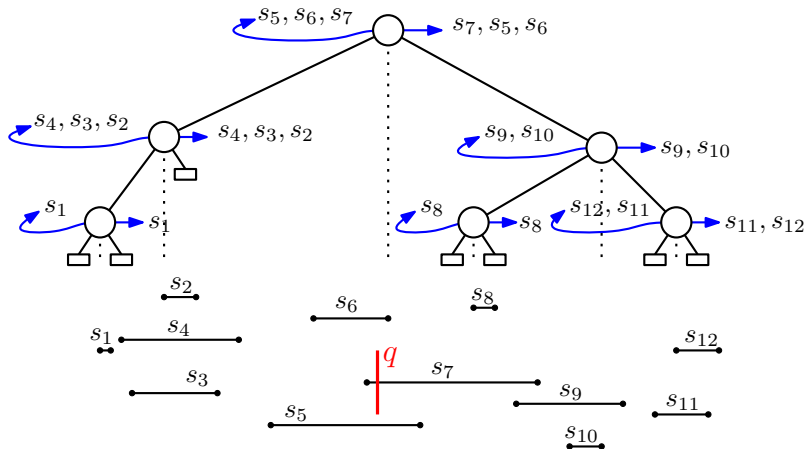 s5, s6, s7
s7, s5, s6
s4, s3, s2
s4, s3, s2
s9, s10
s9, s10
s1
s1
s8
s8
s12, s11
s11, s12
s2
s6
s8
s1
s4
s12
q
s3
s7
s9
s5
s11
s10